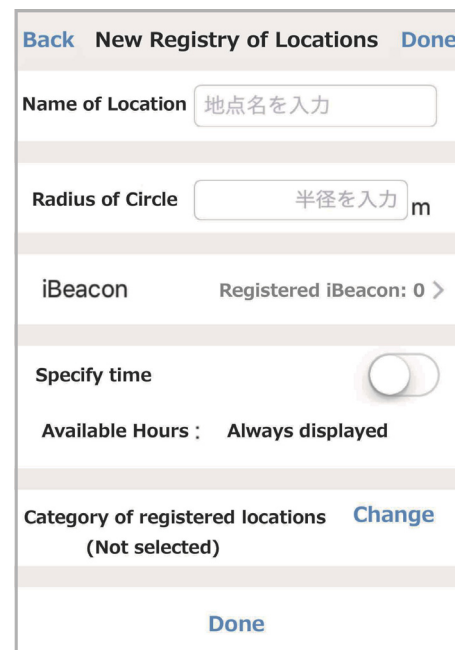 Back New Registry of Locations Done
Name of Location 地点名を入力
Radius of Circle 半径を入力 m
iBeacon Registered iBeacon: 0 >
Specify time
Available Hours : Always displayed
Category of registered locations Change
(Not selected)
Done